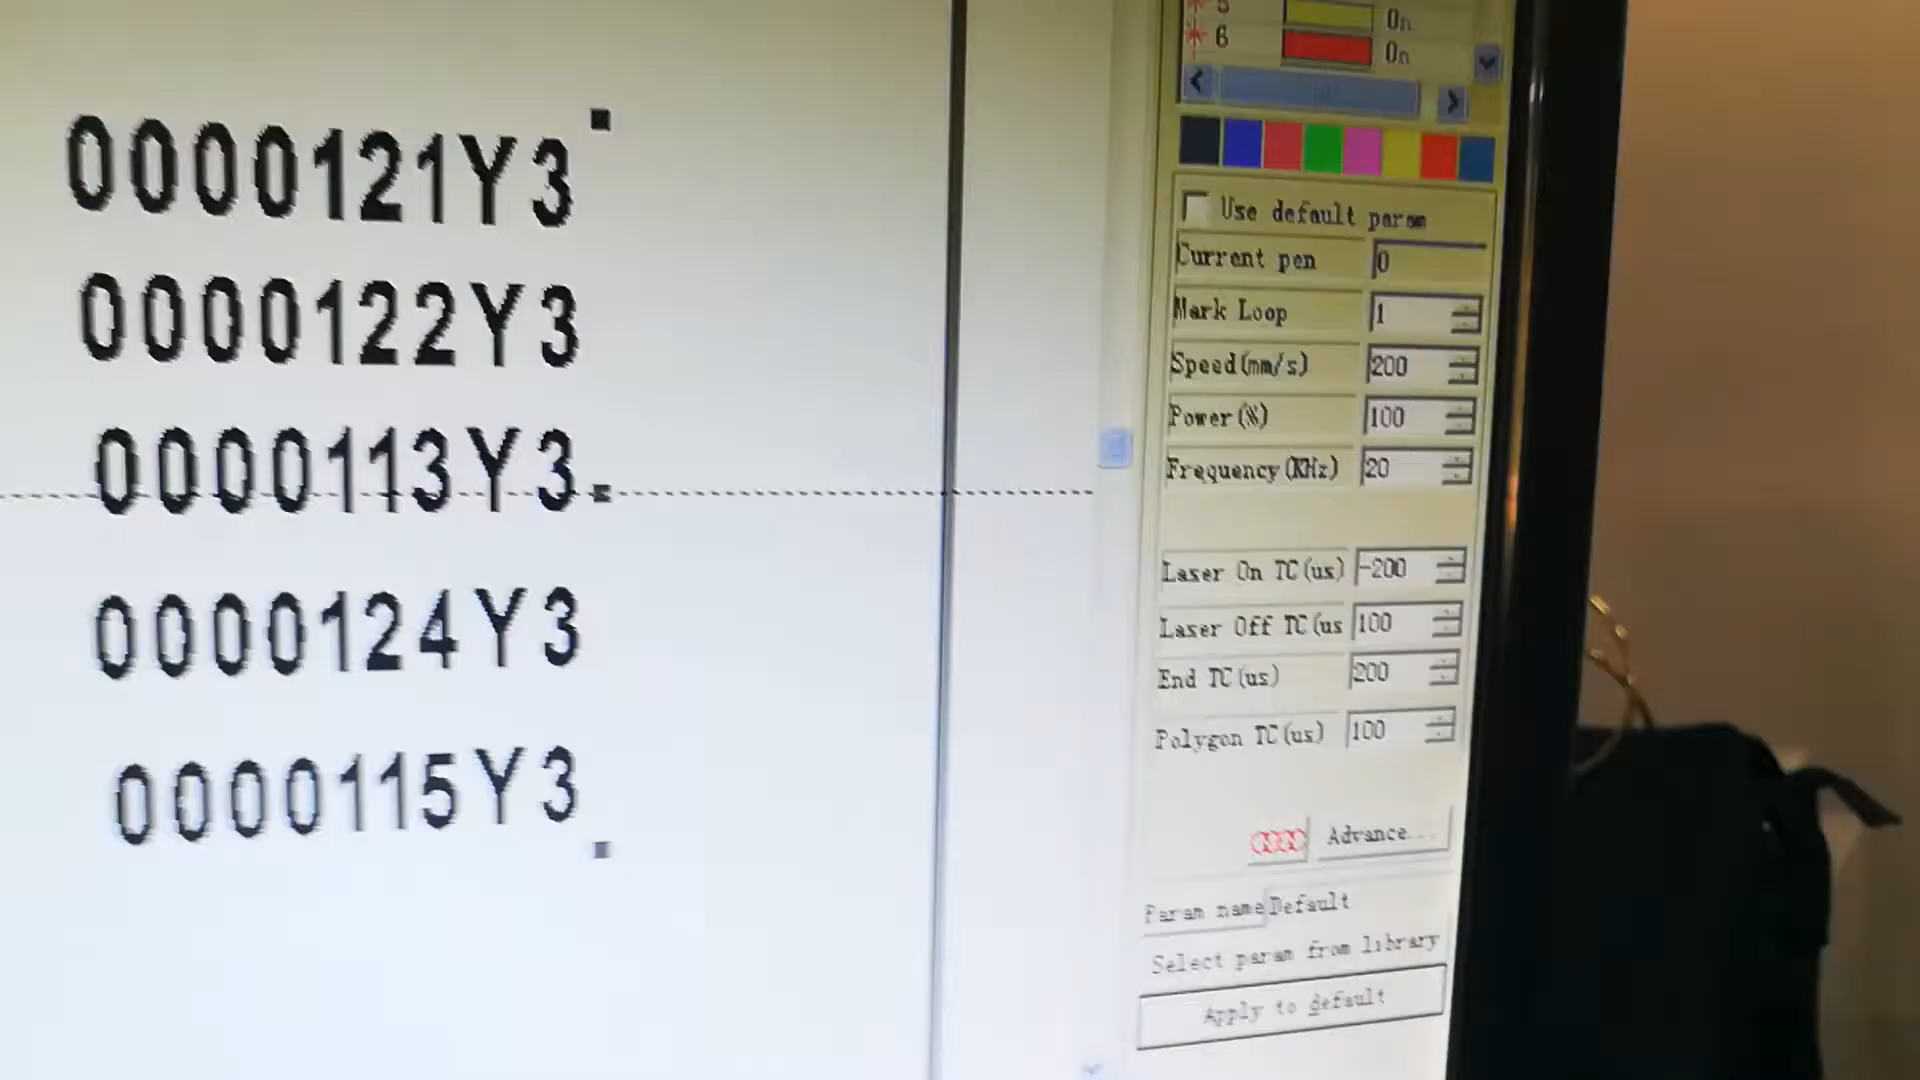 0000121Y3
0000122Y3
0000113Y3
0000124Y3
0000115Y3
5 On
6 On
Use default param
Current pen 0
Mark Loop 1
Speed(mm/s) 200
Power(%) 100
Frequency(KHz) 20
Laser On TC(us) -200
Laser Off TC(us 100
End TC(us) 200
Polygon TC(us) 100
Advance...
Param name Default
Select param from library
Apply to default